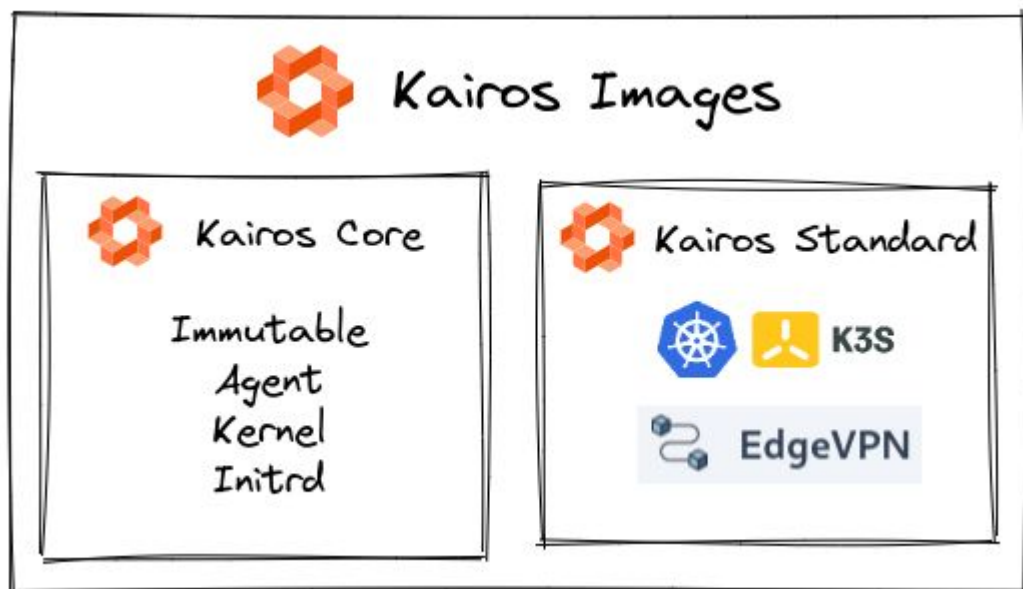 Kairos Images
Kairos Core
Immutable
Agent
Kernel
Initrd
Kairos Standard
K3S
EdgeVPN